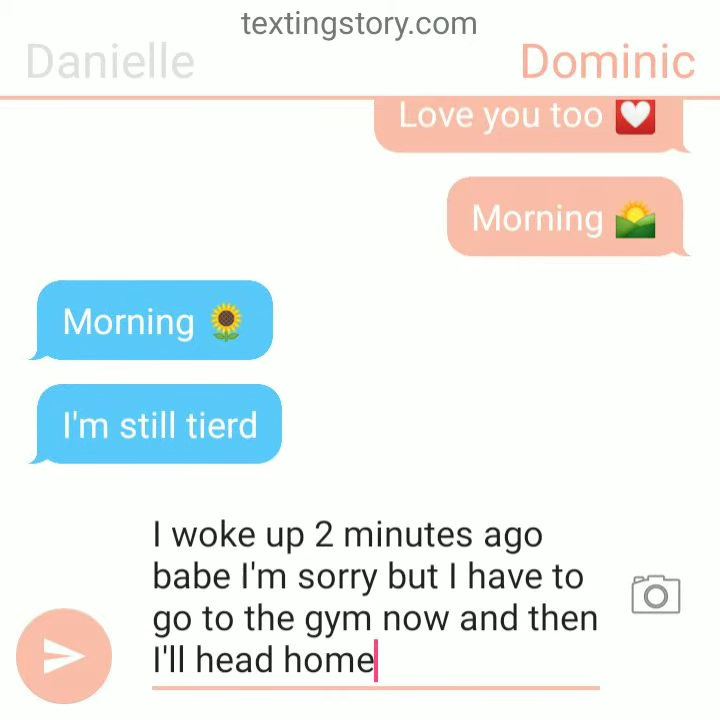 textingstory.com
Danielle
Dominic
Love you too
Morning
Morning
I'm still tierd
I woke up 2 minutes ago
babe I'm sorry but I have to
go to the gym now and then
I'll head home